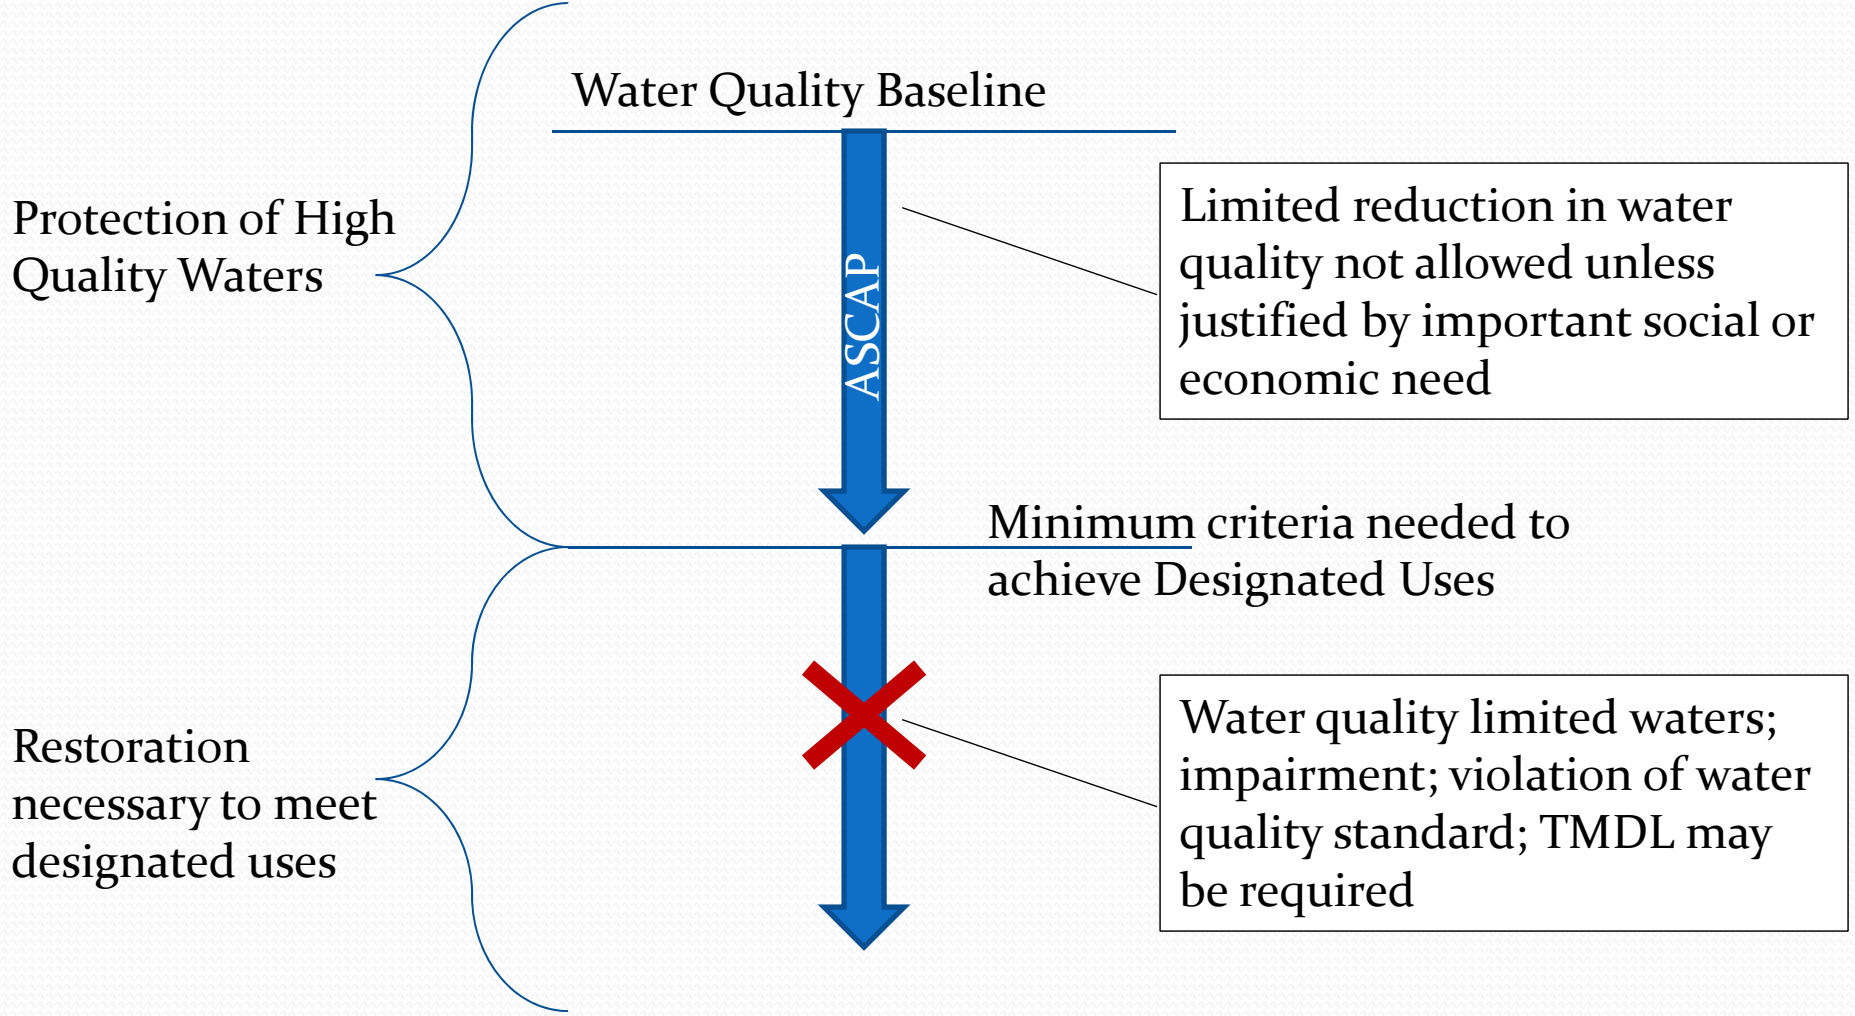 Water Quality Baseline
Protection of High
Quality Waters
ASCAP
Limited reduction in water
quality not allowed unless
justified by important social or
economic need
Minimum criteria needed to
achieve Designated Uses
Restoration
necessary to meet
designated uses
Water quality limited waters;
impairment; violation of water
quality standard; TMDL may
be required